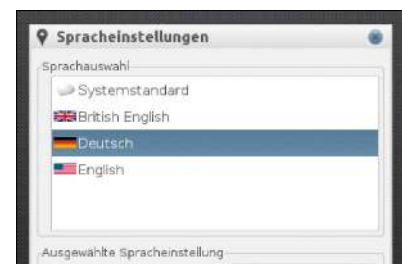 Spracheinstellungen
Sprachauswahl
Systemstandard
British English
Deutsch
English
Ausgewählte Spracheinstellung